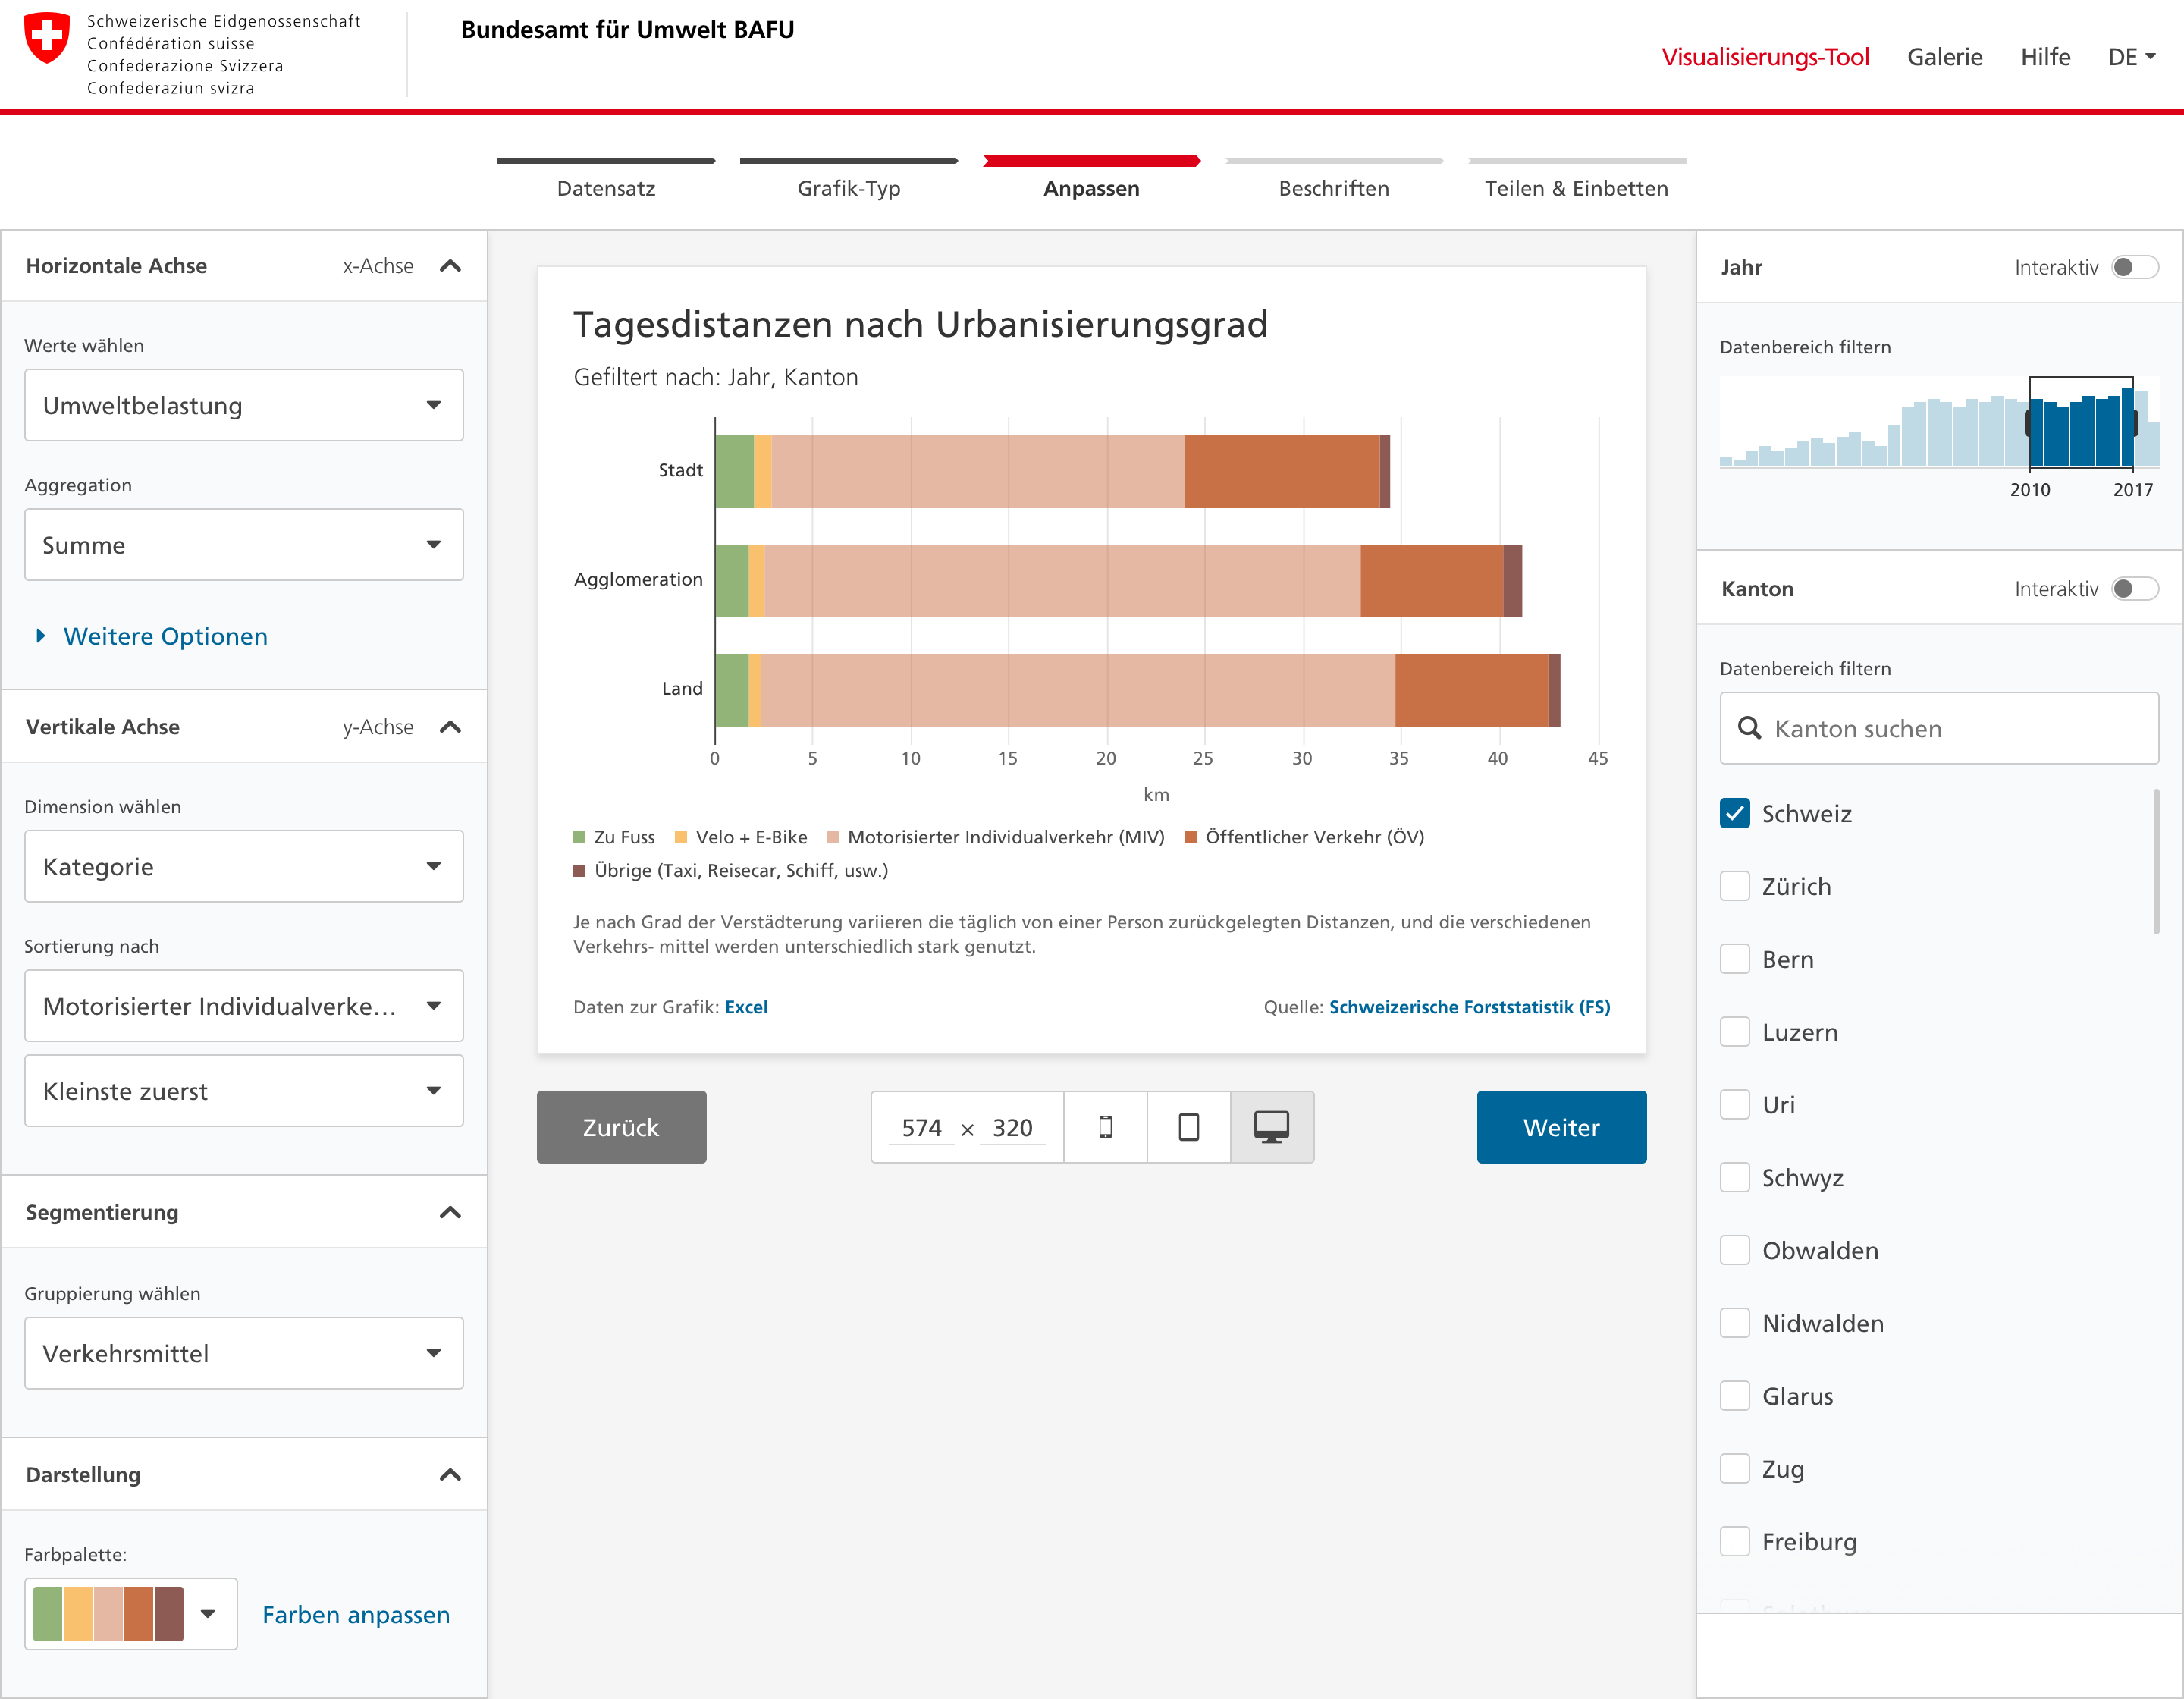 Schweizerische Eidgenossenschaft
Confédération suisse
Confederazione Svizzera
Confederaziun svizra
Bundesamt für Umwelt BAFU
Visualisierungs-Tool Galerie Hilfe DE
Datensatz Grafik-Typ Anpassen Beschriften Teilen & Einbetten
Horizontale Achse x-Achse
Werte wählen
Umweltbelastung
Aggregation
Summe
Weitere Optionen
Vertikale Achse y-Achse
Dimension wählen
Kategorie
Sortierung nach
Motorisierter Individualverke...
Kleinste zuerst
Segmentierung
Gruppierung wählen
Verkehrsmittel
Darstellung
Farbpalette:
Farben anpassen
Tagesdistanzen nach Urbanisierungsgrad
Gefiltert nach: Jahr, Kanton
Stadt
Agglomeration
Land
0 5 10 15 20 25 30 35 40 45
km
Zu Fuss Velo + E-Bike Motorisierter Individualverkehr (MIV) Öffentlicher Verkehr (ÖV)
Übrige (Taxi, Reisecar, Schiff, usw.)
Je nach Grad der Verstädterung variieren die täglich von einer Person zurückgelegten Distanzen, und die verschiedenen
Verkehrs- mittel werden unterschiedlich stark genutzt.
Daten zur Grafik: Excel Quelle: Schweizerische Forststatistik (FS)
Zurück 574 × 320 Weiter
Jahr Interaktiv
Datenbereich filtern
2010 2017
Kanton Interaktiv
Datenbereich filtern
Kanton suchen
Schweiz
Zürich
Bern
Luzern
Uri
Schwyz
Obwalden
Nidwalden
Glarus
Zug
Freiburg